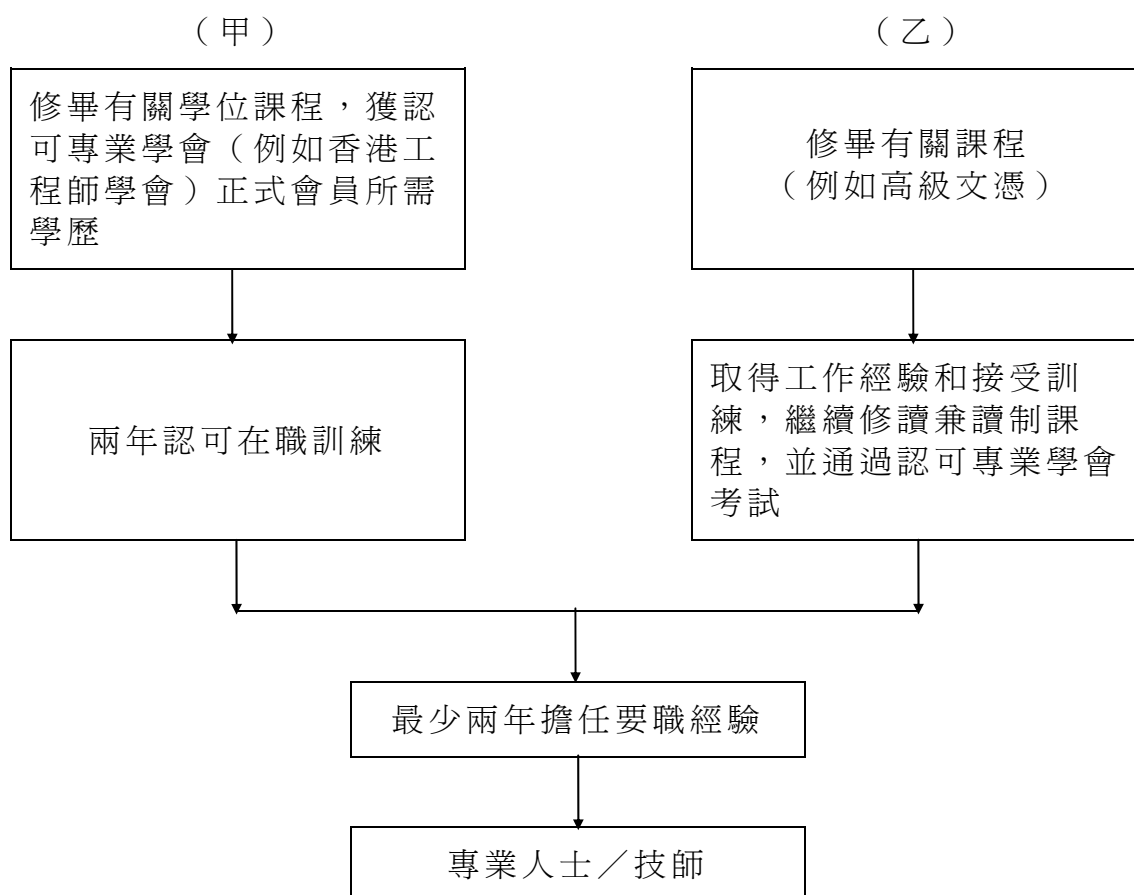 （甲）
（乙）
修畢有關學位課程，獲認
可專業學會（例如香港工
程師學會）正式會員所需
學歷
修畢有關課程
（例如高級文憑）
兩年認可在職訓練
取得工作經驗和接受訓
練，繼續修讀兼讀制課
程，並通過認可專業學會
考試
最少兩年擔任要職經驗
專業人士／技師